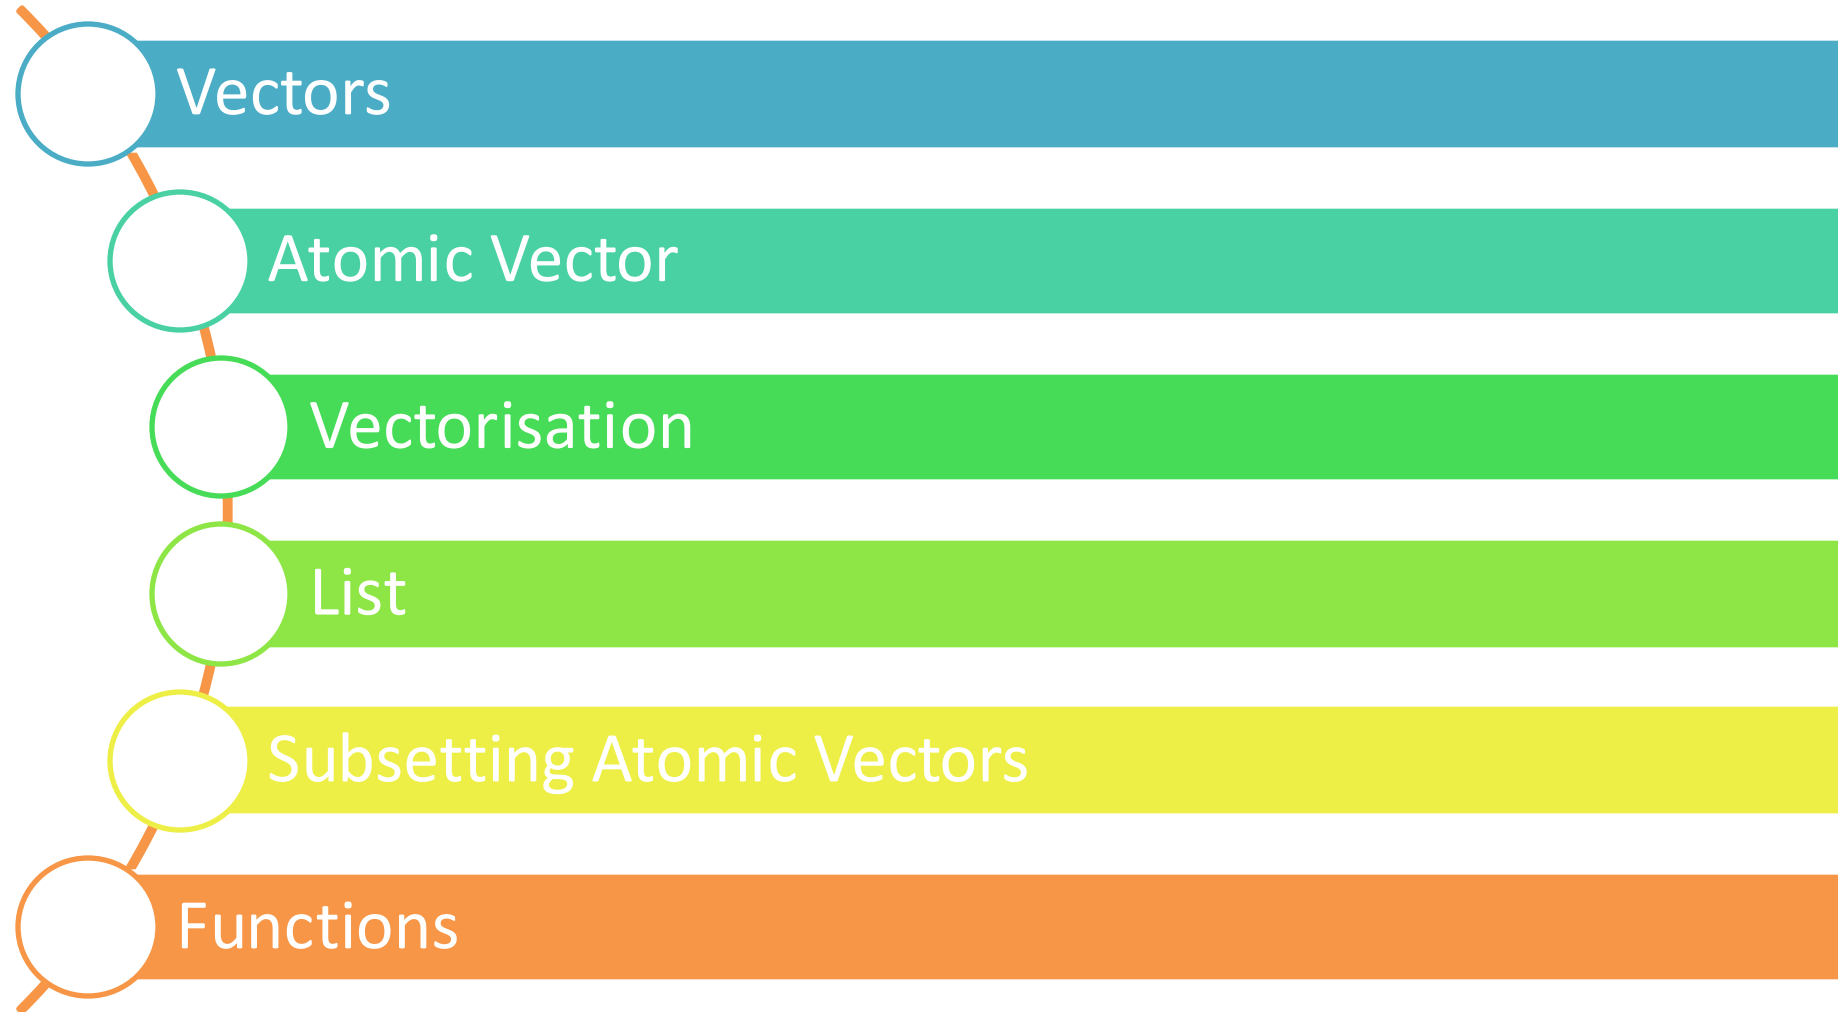 Vectors
Atomic Vector
Vectorisation
List
Subsetting Atomic Vectors
Functions